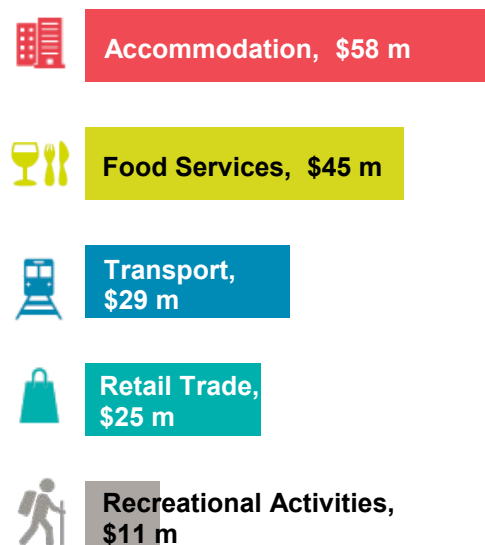 Accommodation, $58 m
Food Services, $45 m
Transport,
$29 m
Retail Trade,
$25 m
Recreational Activities,
$11 m